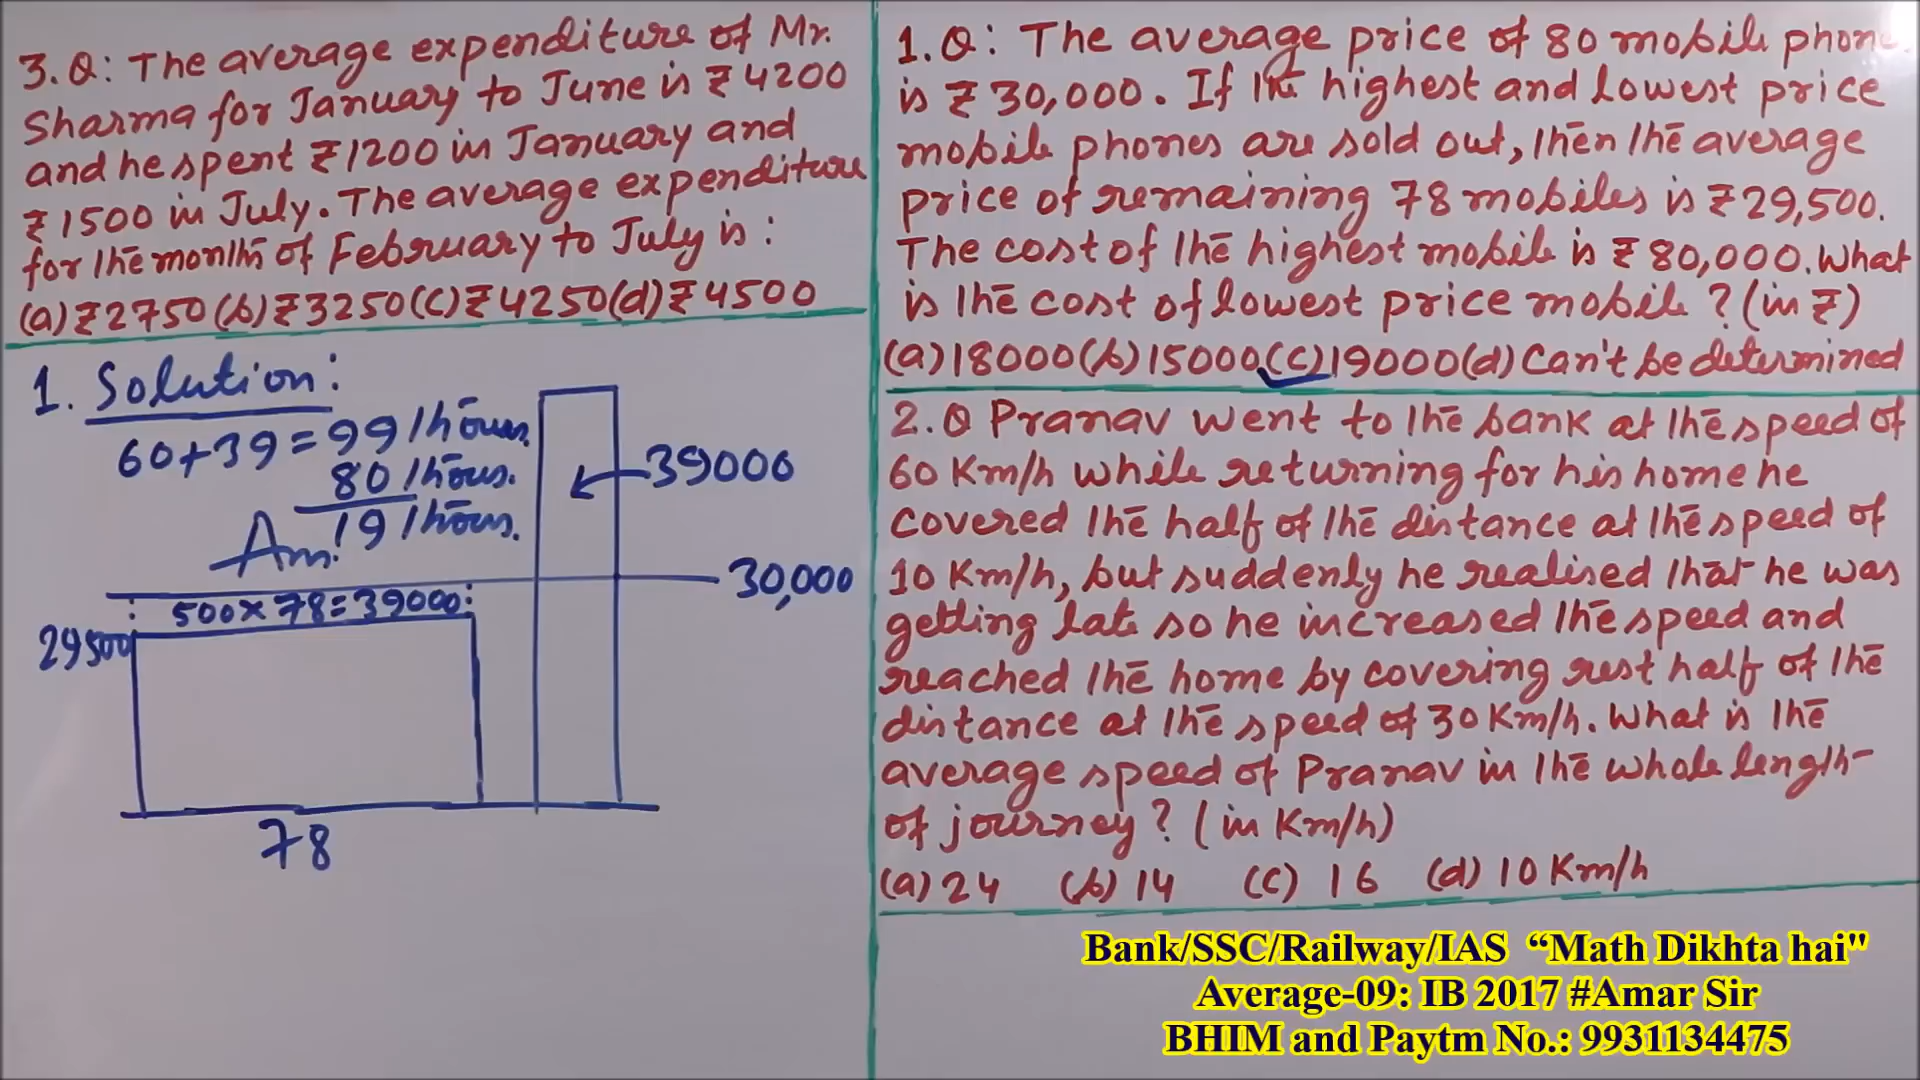 3. Q: The average expenditure of Mr.
Sharma for January to June is ₹4200
and he spent ₹1200 in January and
₹1500 in July. The average expenditure
for the months of February to July is:
(a)₹2750(b)₹3250(c)₹4250(d)₹4500
1. Solution:
60+39=99 thous.
80 thous.
Ans! 19 thous.
39000
30,000
500×78=39000
29500
78
1. Q: The average price of 80 mobile phone
is ₹30,000. If the highest and lowest price
mobile phones are sold out, then the average
price of remaining 78 mobiles is ₹29,500.
The cost of the highest mobile is ₹80,000. What
is the cost of lowest price mobile? (in ₹)
(a)18000(b)15000(c)19000(d)Can't be determined
2. Q Pranav went to the bank at the speed of
60 Km/h while returning for his home he
covered the half of the distance at the speed of
10 Km/h, but suddenly he realised that he was
getting late so he increased the speed and
reached the home by covering rest half of the
distance at the speed of 30 Km/h. What is the
average speed of Pranav in the whole length
of journey? (in Km/h)
(a) 24 (b) 14 (c) 16 (d) 10 Km/h
Bank/SSC/Railway/IAS “Math Dikhta hai"
Average-09: IB 2017 #Amar Sir
BHIM and Paytm No.: 9931134475